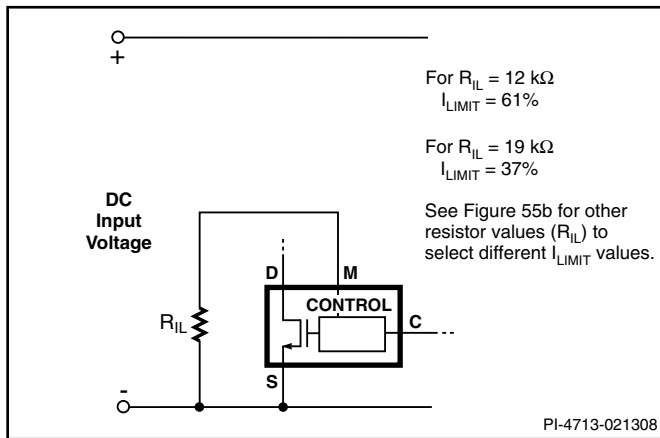 +
For R_IL = 12 kΩ
I_LIMIT = 61%
For R_IL = 19 kΩ
I_LIMIT = 37%
See Figure 55b for other
resistor values (R_IL) to
select different I_LIMIT values.
DC
Input
Voltage
D
M
CONTROL
R_IL
C
S
-
PI-4713-021308